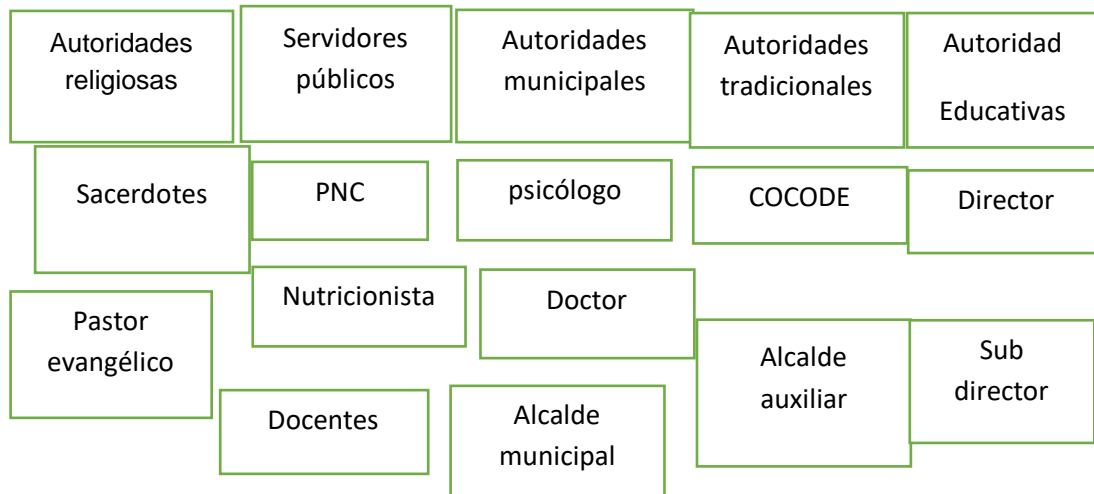 Autoridades
religiosas
Servidores
públicos
Autoridades
municipales
Autoridades
tradicionales
Autoridad
Educativas
Sacerdotes
PNC
psicólogo
COCODE
Director
Pastor
evangélico
Nutricionista
Doctor
Alcalde
auxiliar
Sub
director
Docentes
Alcalde
municipal